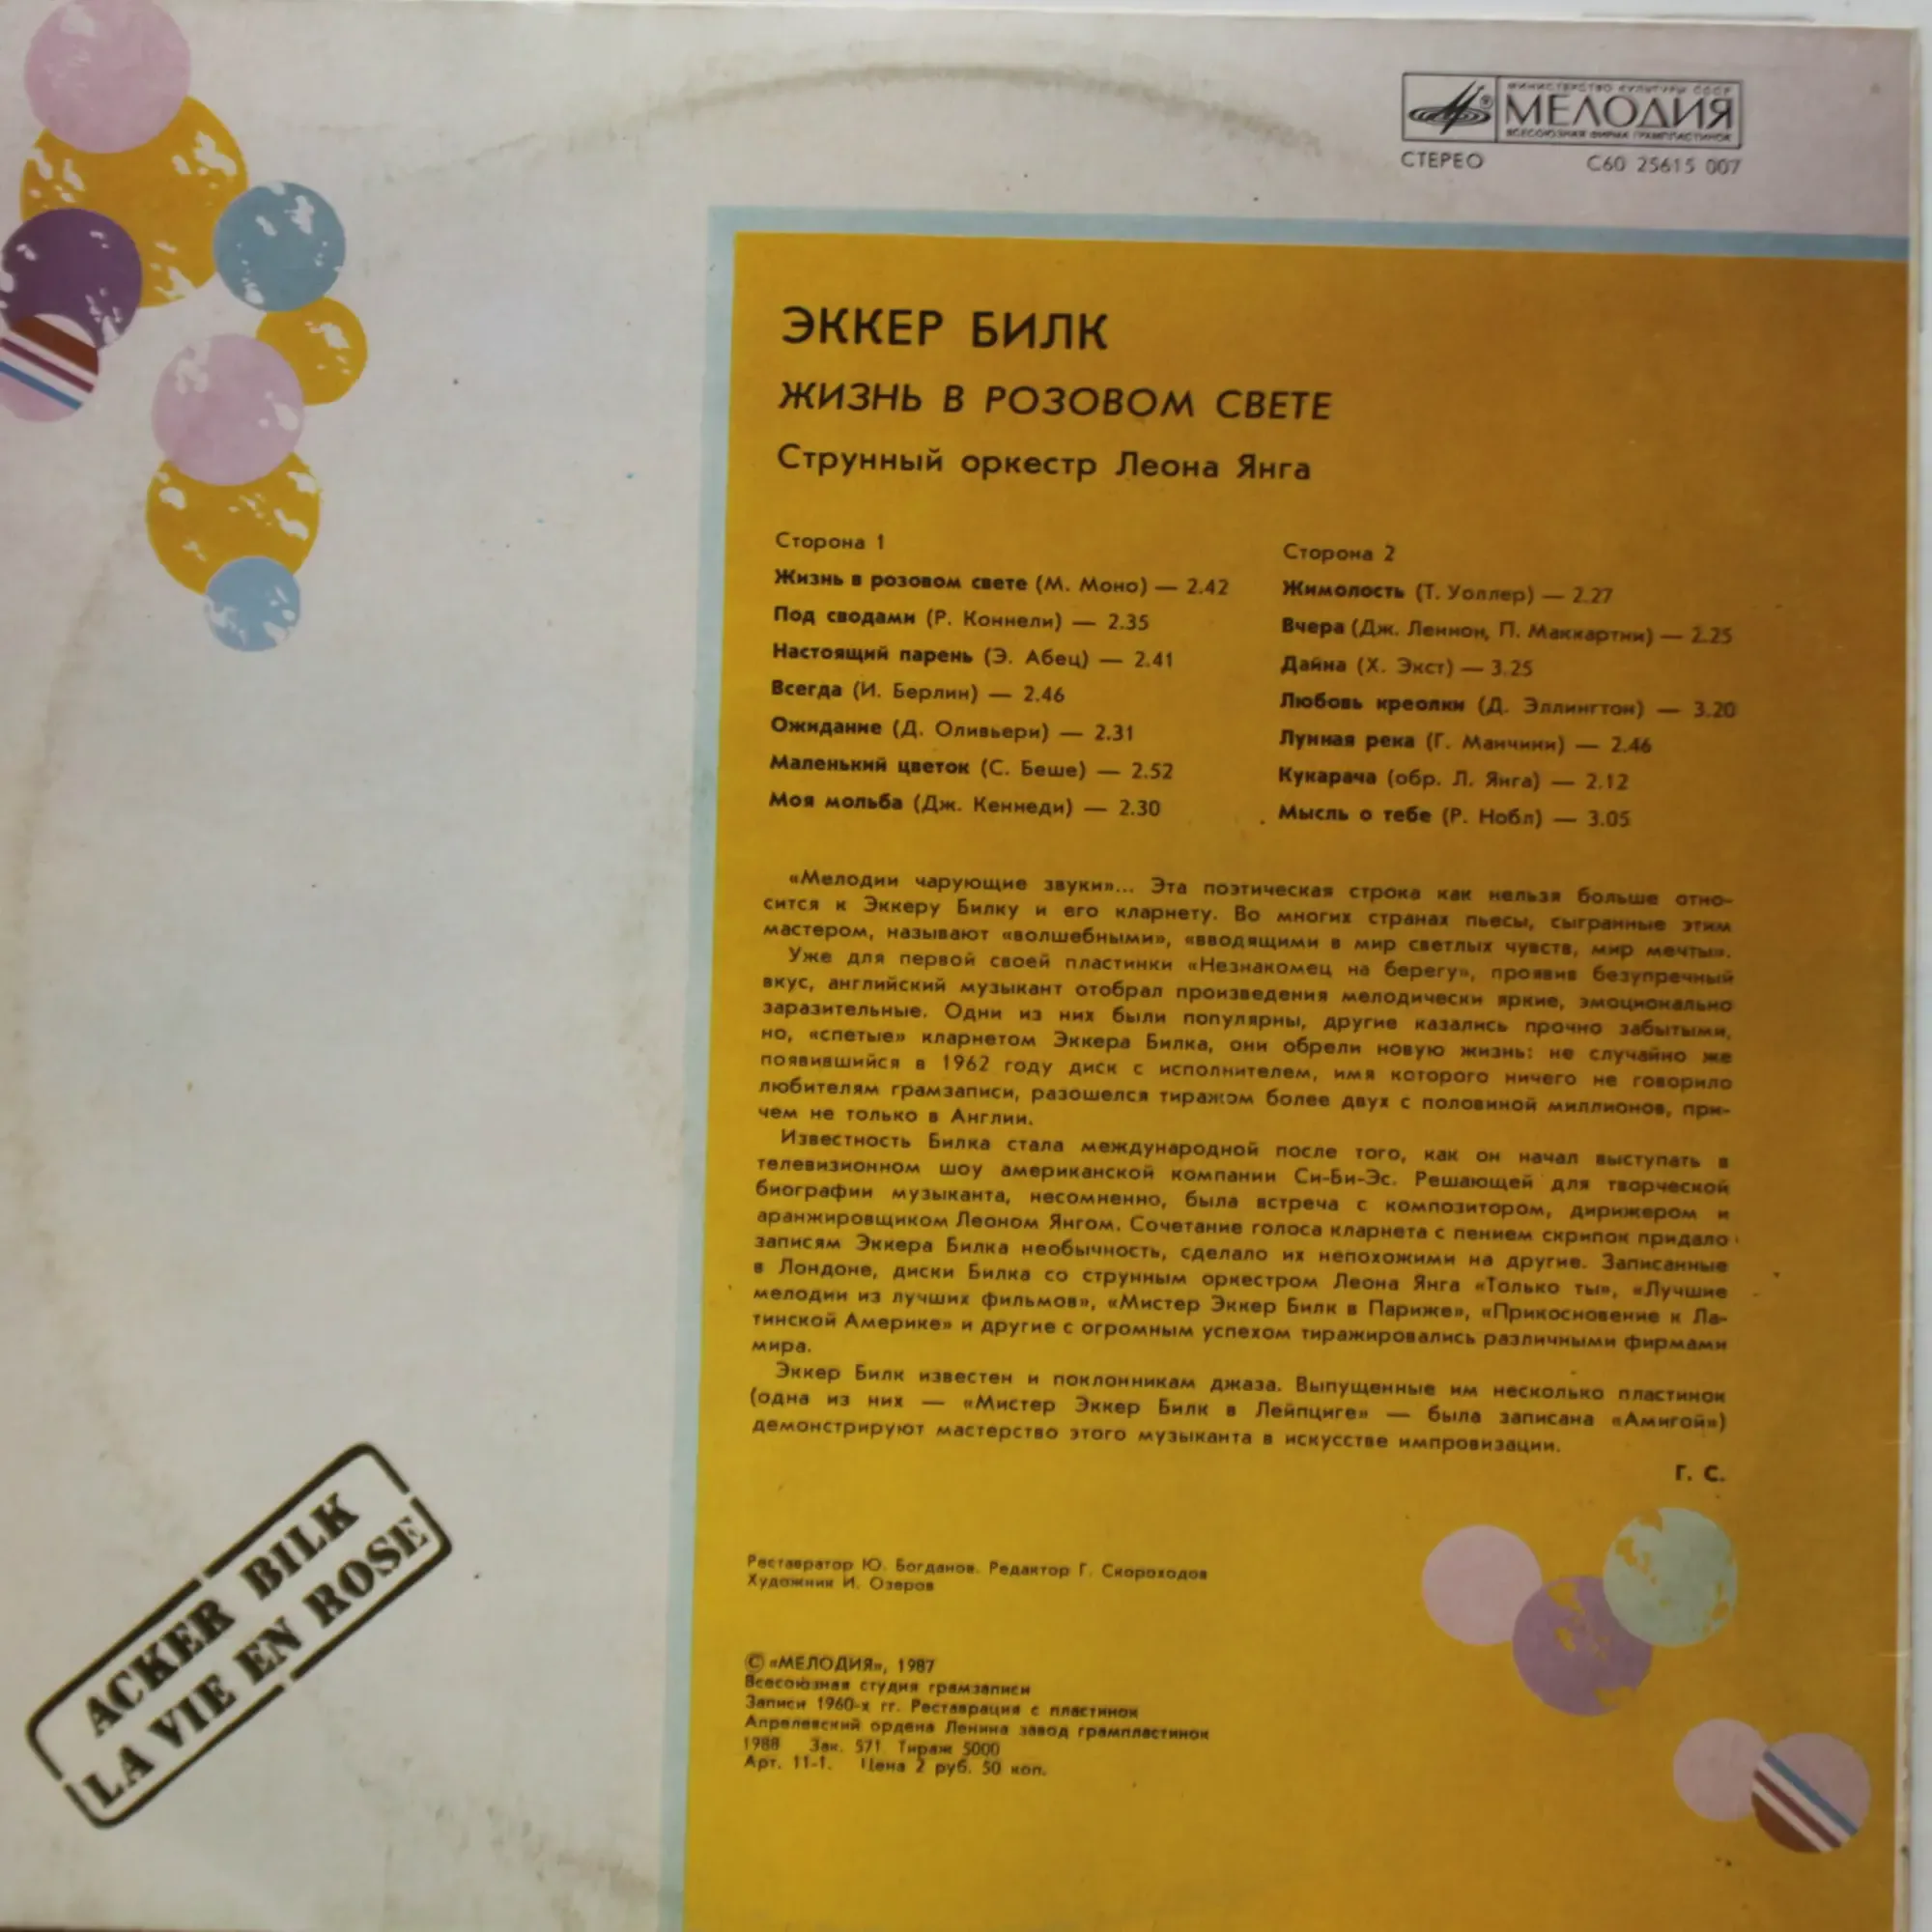 МИНИСТЕРСТВО КУЛЬТУРЫ СССР
МЕЛОДИЯ
ВСЕСОЮЗНАЯ ФИРМА ГРАМПЛАСТИНОК
СТЕРЕО С60 25615 007
ЭККЕР БИЛК
ЖИЗНЬ В РОЗОВОМ СВЕТЕ
Струнный оркестр Леона Янга
Сторона 1
Жизнь в розовом свете (М. Моно) — 2.42
Под сводами (Р. Коннели) — 2.35
Настоящий парень (Э. Абец) — 2.41
Всегда (И. Берлин) — 2.46
Ожидание (Д. Оливьери) — 2.31
Маленький цветок (С. Беше) — 2.52
Моя мольба (Дж. Кеннеди) — 2.30
Сторона 2
Жимолость (Т. Уоллер) — 2.27
Вчера (Дж. Леннон, П. Маккартни) — 2.25
Дайна (Х. Экст) — 3.25
Любовь креолки (Д. Эллингтон) — 3.20
Лунная река (Г. Манчини) — 2.46
Кукарача (обр. Л. Янга) — 2.12
Мысль о тебе (Р. Нобл) — 3.05
«Мелодии чарующие звуки»... Эта поэтическая строка как нельзя больше отно-
сится к Эккеру Билку и его кларнету. Во многих странах пьесы, сыгранные этим
мастером, называют «волшебными», «вводящими в мир светлых чувств, мир мечты».
Уже для первой своей пластинки «Незнакомец на берегу», проявив безупречный
вкус, английский музыкант отобрал произведения мелодически яркие, эмоционально
заразительные. Одни из них были популярны, другие казались прочно забытыми,
но, «спетые» кларнетом Эккера Билка, они обрели новую жизнь: не случайно же
появившийся в 1962 году диск с исполнителем, имя которого ничего не говорило
любителям грамзаписи, разошелся тиражом более двух с половиной миллионов, при-
чем не только в Англии.
Известность Билка стала международной после того, как он начал выступать в
телевизионном шоу американской компании Си-Би-Эс. Решающей для творческой
биографии музыканта, несомненно, была встреча с композитором, дирижером и
аранжировщиком Леоном Янгом. Сочетание голоса кларнета с пением скрипок придало
записям Эккера Билка необычность, сделало их непохожими на другие. Записанные
в Лондоне, диски Билка со струнным оркестром Леона Янга «Только ты», «Лучшие
мелодии из лучших фильмов», «Мистер Эккер Билк в Париже», «Прикосновение к Ла-
тинской Америке» и другие с огромным успехом тиражировались различными фирмами
мира.
Эккер Билк известен и поклонникам джаза. Выпущенные им несколько пластинок
(одна из них — «Мистер Эккер Билк в Лейпциге» — была записана «Амигой»)
демонстрируют мастерство этого музыканта в искусстве импровизации.
Г. С.
Реставратор Ю. Богданов. Редактор Г. Скороходов
Художник И. Озеров
© «МЕЛОДИЯ», 1987
Всесоюзная студия грамзаписи
Записи 1960-х гг. Реставрация с пластинок
Апрелевский ордена Ленина завод грампластинок
1988 Зак. 571 Тираж 5000
Арт. 11-1. Цена 2 руб. 50 коп.
ACKER BILK
LA VIE EN ROSE